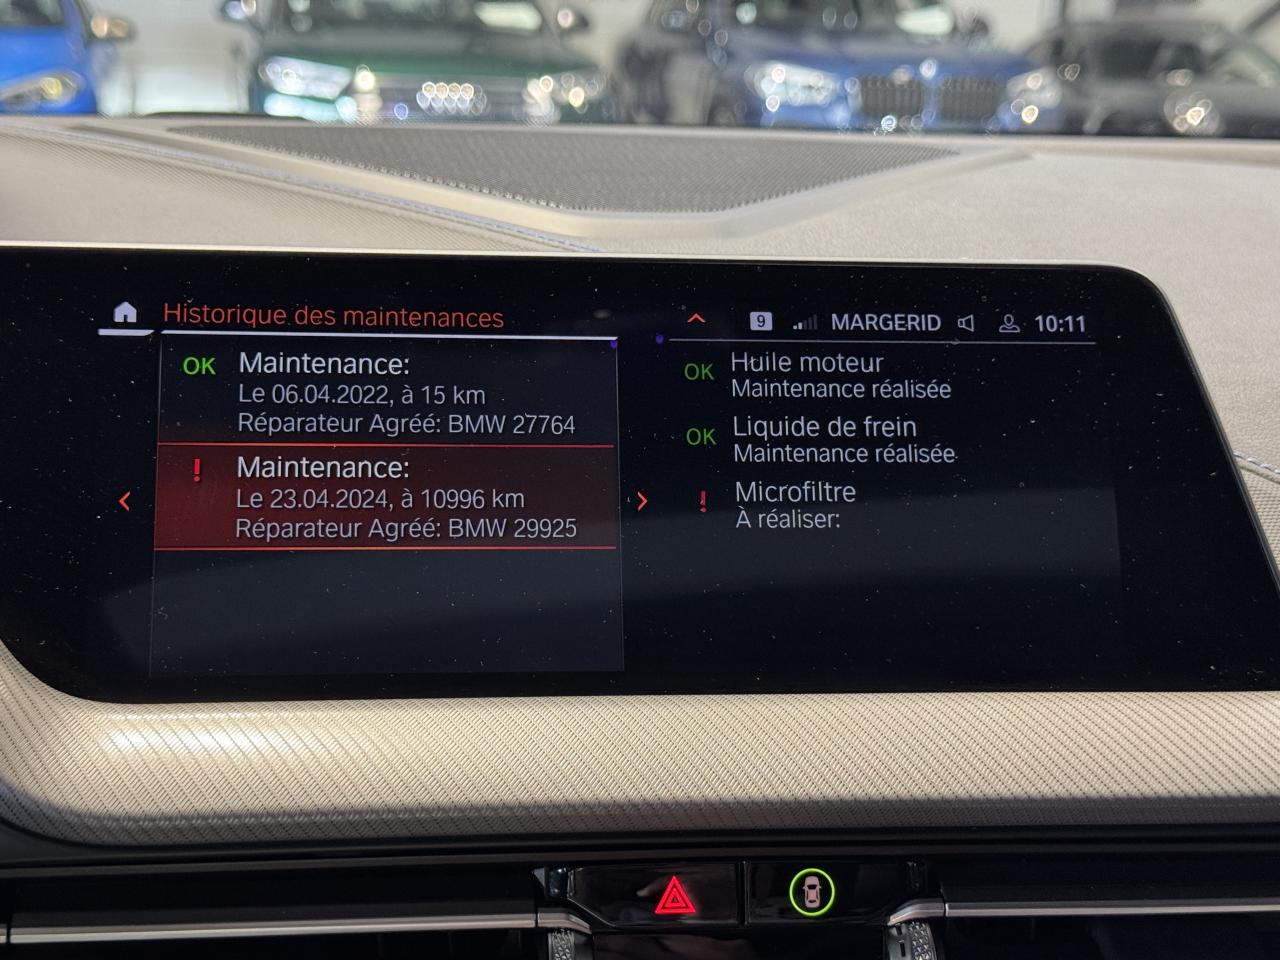 Historique des maintenances
9 MARGERID 10:11
OK Maintenance:
Le 06.04.2022, à 15 km
Réparateur Agréé: BMW 27764
! Maintenance:
Le 23.04.2024, à 10996 km
Réparateur Agréé: BMW 29925
OK Huile moteur
Maintenance réalisée
OK Liquide de frein
Maintenance réalisée
! Microfiltre
À réaliser: